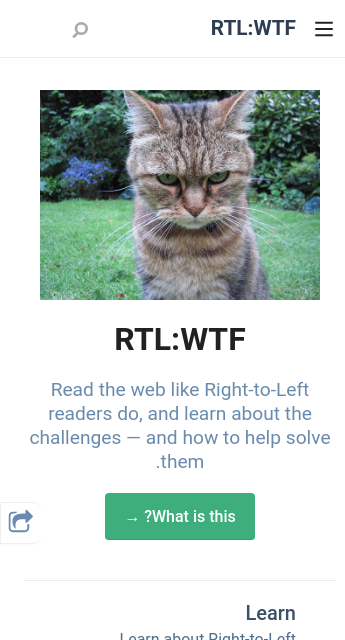 RTL:WTF
RTL:WTF
Read the web like Right-to-Left
readers do, and learn about the
challenges — and how to help solve
.them
→ ?What is this
Learn
Learn about Right-to-Left